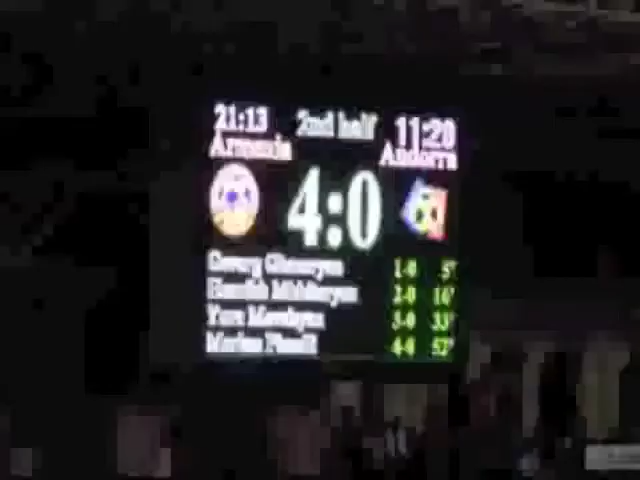 21:13 2nd half 11:20
Armenia Andorra
4:0
Gevorg Ghazaryan 1-0 5'
Henrikh Mkhitaryan 2-0 16'
Yura Movsisyan 3-0 33'
Marcos Pizzelli 4-0 52'